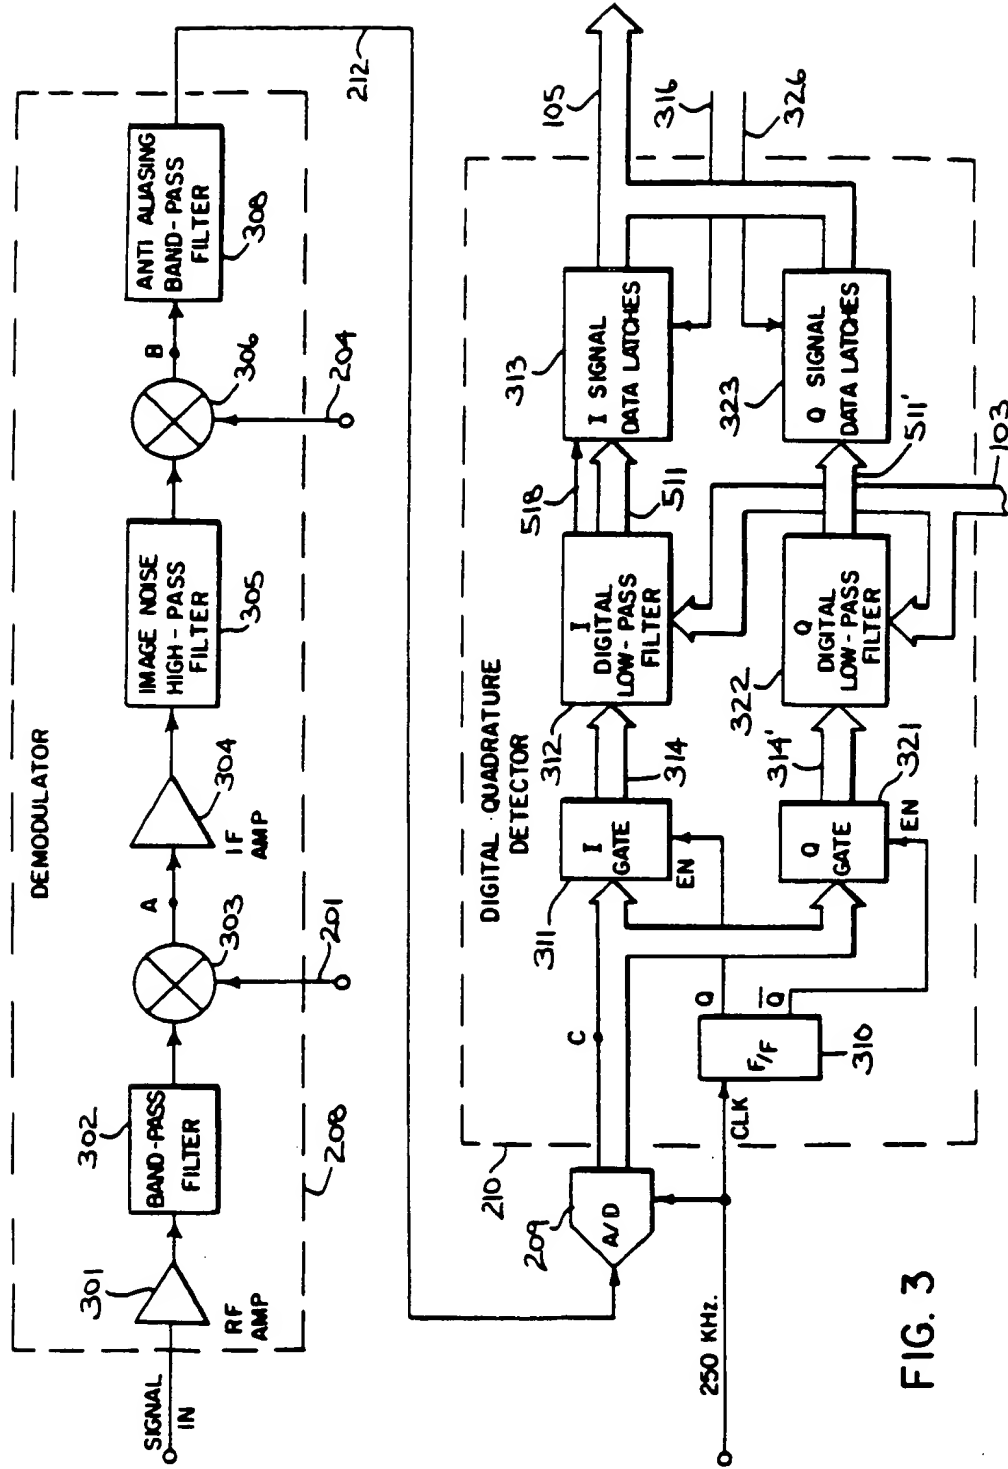 DEMODULATOR
SIGNAL
IN
301
RF
AMP
302
BAND-PASS
FILTER
208
303
201
A
304
IF
AMP
IMAGE NOISE
HIGH-PASS
FILTER
305
306
204
B
ANTI ALIASING
BAND-PASS
FILTER
308
212
DIGITAL QUADRATURE
DETECTOR
210
209
A/D
250 KHz.
CLK
F/F
310
Q
Q̅
C
311
I
GATE
EN
Q
GATE
EN
321
314
314'
312
I
DIGITAL
LOW-PASS
FILTER
322
Q
DIGITAL
LOW-PASS
FILTER
518
511
511'
103
313
I SIGNAL
DATA LATCHES
323
Q SIGNAL
DATA LATCHES
105
316
326
FIG. 3